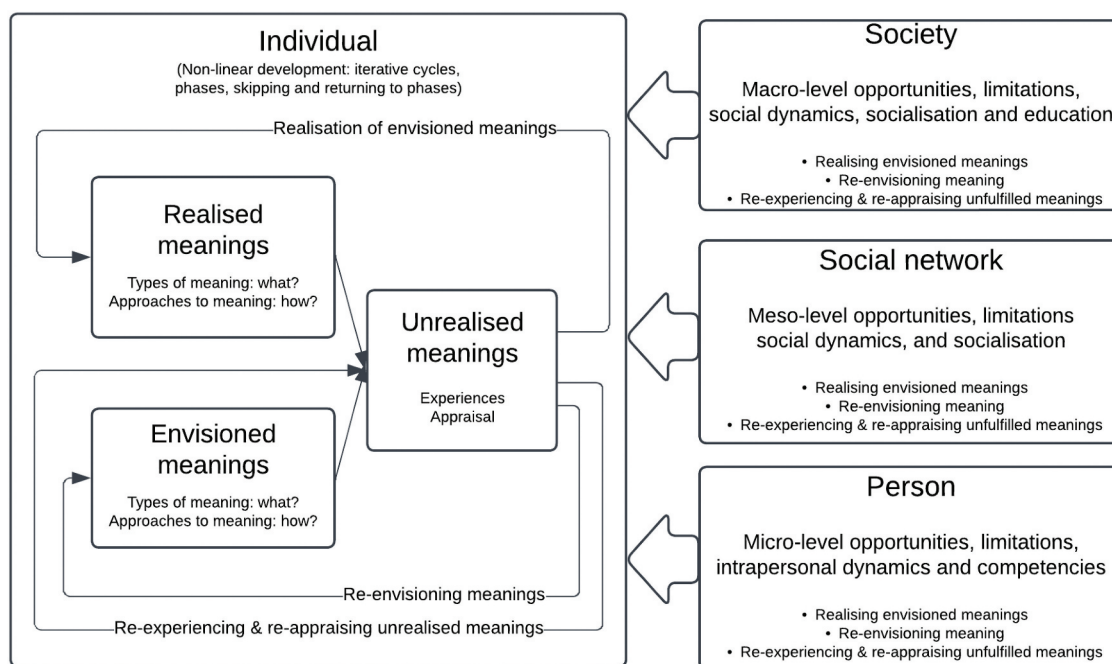 Individual
(Non-linear development: iterative cycles,
phases, skipping and returning to phases)
Realisation of envisioned meanings
Realised
meanings
Types of meaning: what?
Approaches to meaning: how?
Unrealised
meanings
Experiences
Appraisal
Envisioned
meanings
Types of meaning: what?
Approaches to meaning: how?
Re-envisioning meanings
Re-experiencing & re-appraising unrealised meanings
Society
Macro-level opportunities, limitations,
social dynamics, socialisation and education
• Realising envisioned meanings
• Re-envisioning meaning
• Re-experiencing & re-appraising unfulfilled meanings
Social network
Meso-level opportunities, limitations
social dynamics, and socialisation
• Realising envisioned meanings
• Re-envisioning meaning
• Re-experiencing & re-appraising unfulfilled meanings
Person
Micro-level opportunities, limitations,
intrapersonal dynamics and competencies
• Realising envisioned meanings
• Re-envisioning meaning
• Re-experiencing & re-appraising unfulfilled meanings